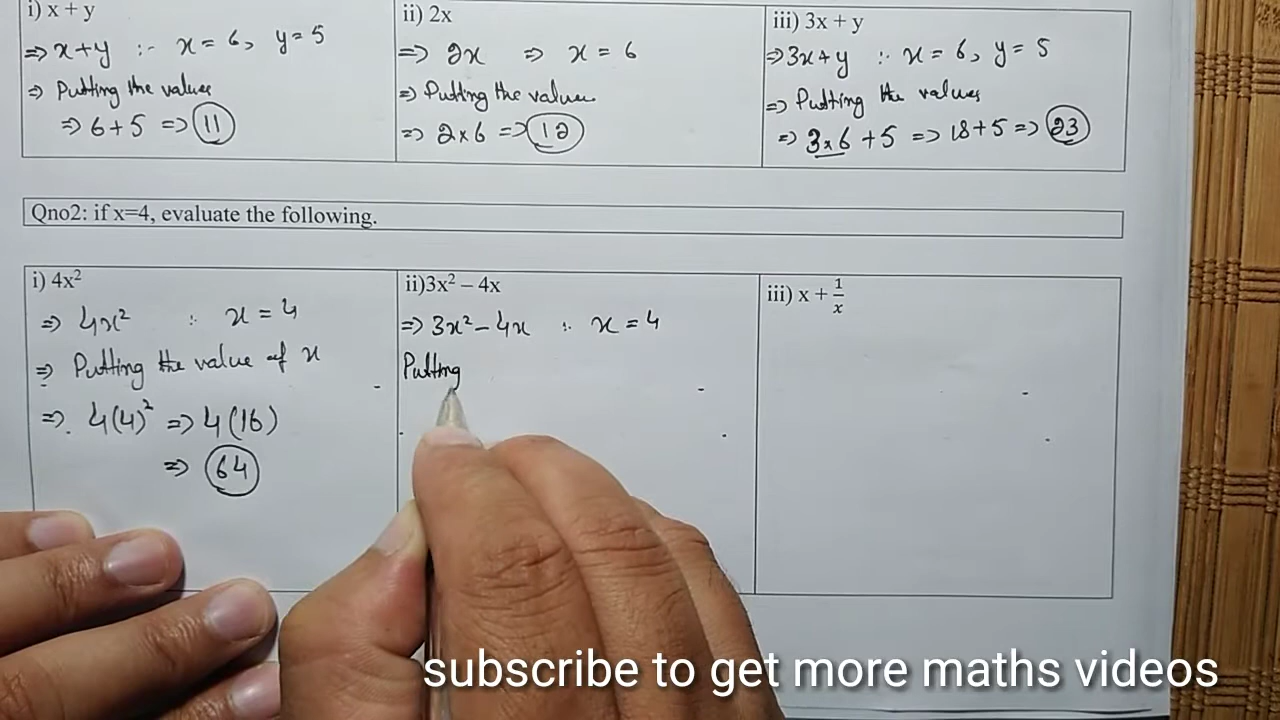 i) x + y
⇒ x+y ∵ x = 6, y = 5
⇒ Putting the values
⇒ 6+5 ⇒ 11
ii) 2x
⇒ 2x ⇒ x = 6
⇒ Putting the values
⇒ 2×6 ⇒ 12
iii) 3x + y
⇒ 3x+y ∵ x = 6, y = 5
⇒ Putting the values
⇒ 3×6 +5 ⇒ 18+5 ⇒ 23
Qno2: if x=4, evaluate the following.
i) 4x²
⇒ 4x² ∵ x = 4
⇒ Putting the value of x
⇒ 4(4)² ⇒ 4(16)
⇒ 64
ii)3x² – 4x
⇒ 3x² – 4x ∵ x = 4
Putting
iii) x + 1/x
subscribe to get more maths videos